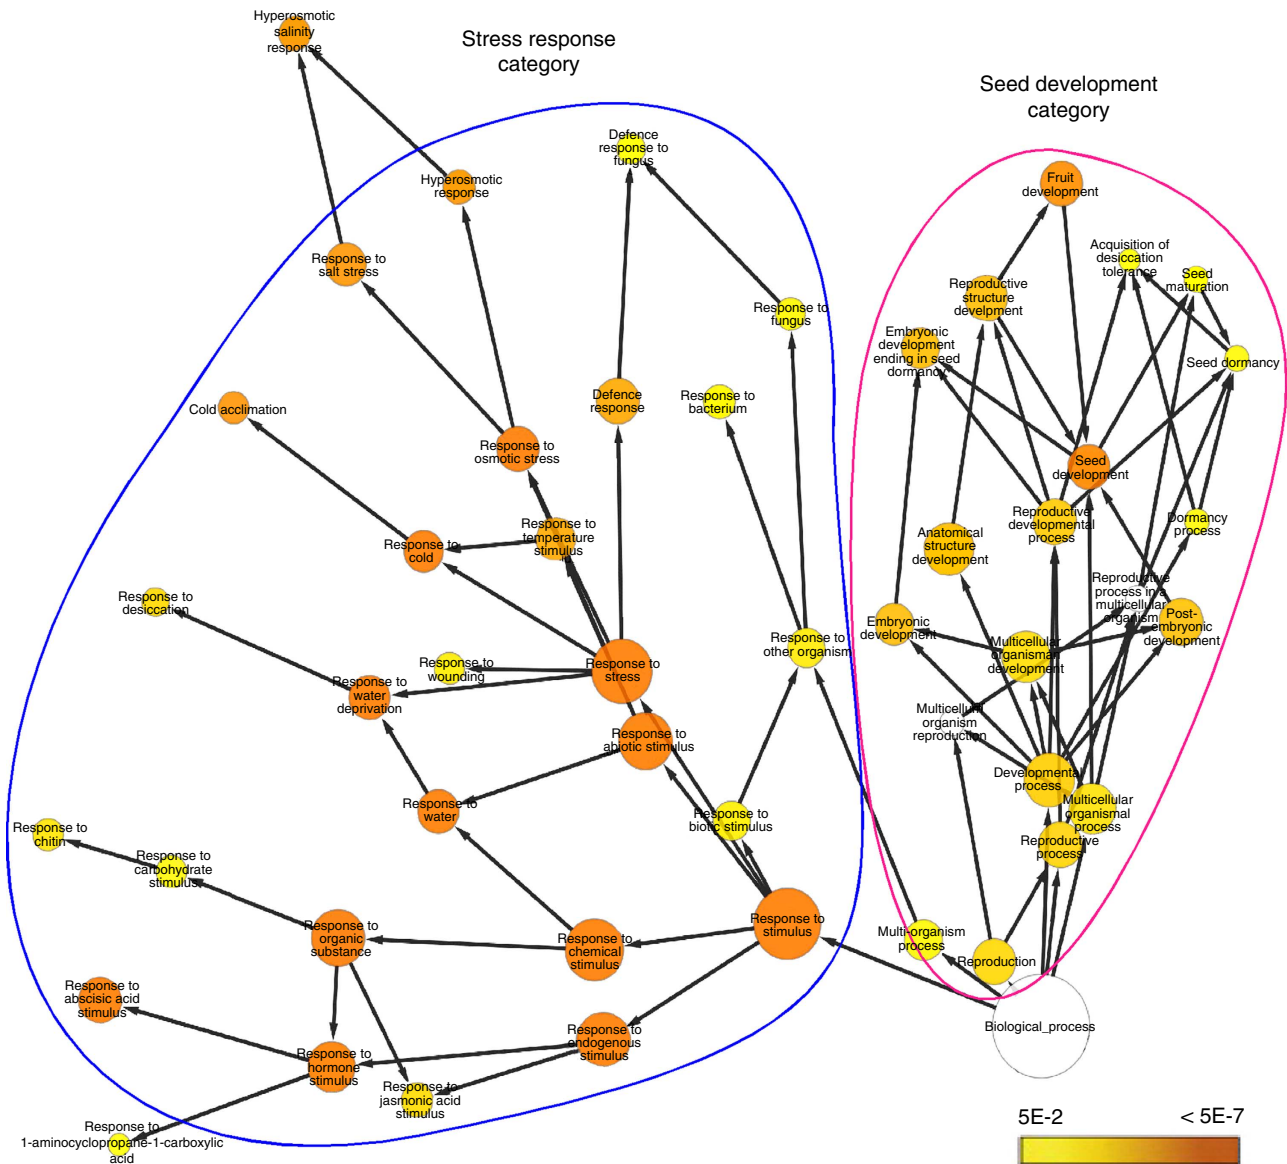 Hyperosmotic
salinity
response
Stress response
category
Seed development
category
Defence
response to
fungus
Hyperosmotic
response
Fruit
development
Response to
salt stress
Acquisition of
desiccation
tolerance
Seed
maturation
Reproductive
structure
develpment
Response to
fungus
Embryonic
development
ending in seed
dormancy
Seed dormancy
Cold acclimation
Defence
response
Response to
bacterium
Response to
osmotic stress
Seed
development
Response to
temperature
stimulus
Reproductive
developmental
process
Dormancy
process
Anatomical
structure
development
Response to
cold
Reproductive
process in a
multicellular
organism
Response to
desiccation
Embryonic
development
Post-
embryonic
development
Response to
other organism
Multicellular
organismal
development
Response to
wounding
Response to
stress
Response to
water
deprivation
Multicellular
organism
reproduction
Response to
abiotic stimulus
Developmental
process
Multicellular
organismal
process
Response to
water
Response to
biotic stimulus
Response to
chitin
Reproductive
process
Response to
carbohydrate
stimulus
Response to
organic
substance
Response to
chemical
stimulus
Response to
stimulus
Multi-organism
process
Reproduction
Response to
abscisic acid
stimulus
Response to
endogenous
stimulus
Biological_process
Response to
hormone
stimulus
Response to
jasmonic acid
stimulus
Response to
1-aminocyclopropane-1-carboxylic
acid
5E-2
< 5E-7